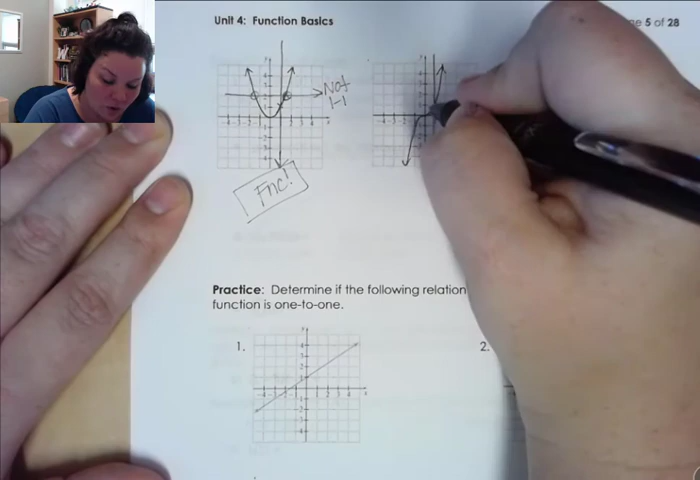 Unit 4: Function Basics
5 of 28
Not
1-1
Fnc!
Practice: Determine if the following relation
function is one-to-one.
1.
2.